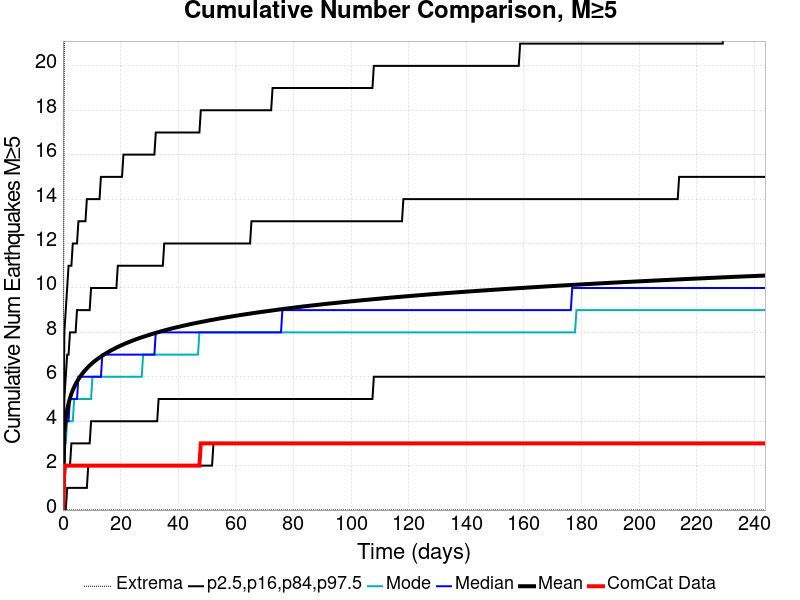 Cumulative Number Comparison, M≥5
Cumulative Num Earthquakes M≥5
20
18
16
14
12
10
8
6
4
2
0
0 20 40 60 80 100 120 140 160 180 200 220 240
Time (days)
Extrema p2.5,p16,p84,p97.5 Mode Median Mean ComCat Data